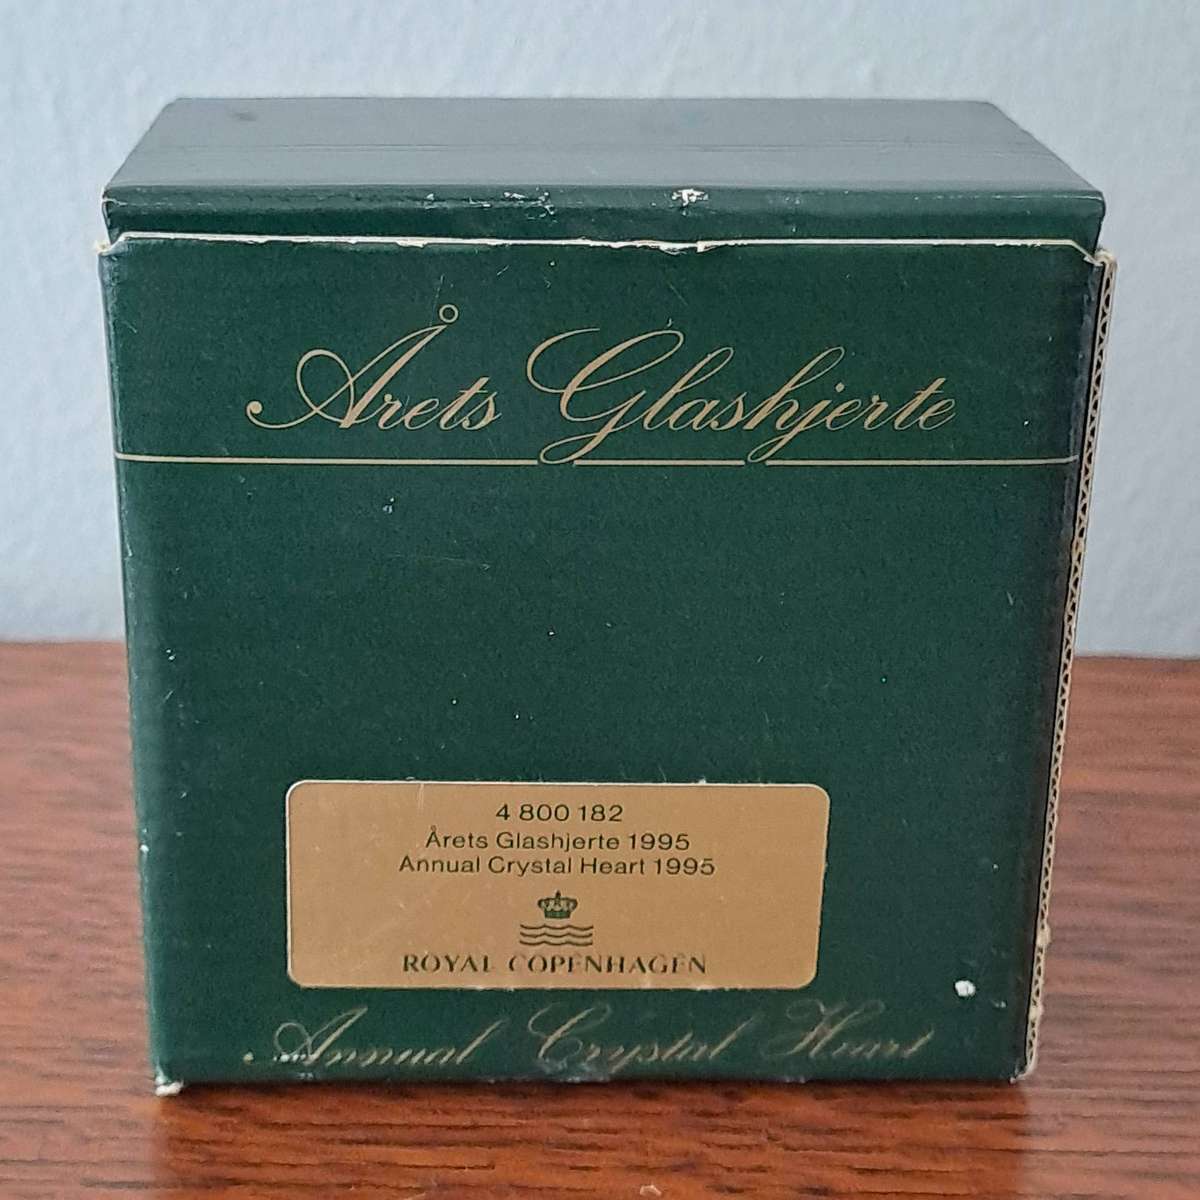 Årets Glashjerte
4 800 182
Årets Glashjerte 1995
Annual Crystal Heart 1995
ROYAL COPENHAGEN
Annual Crystal Heart